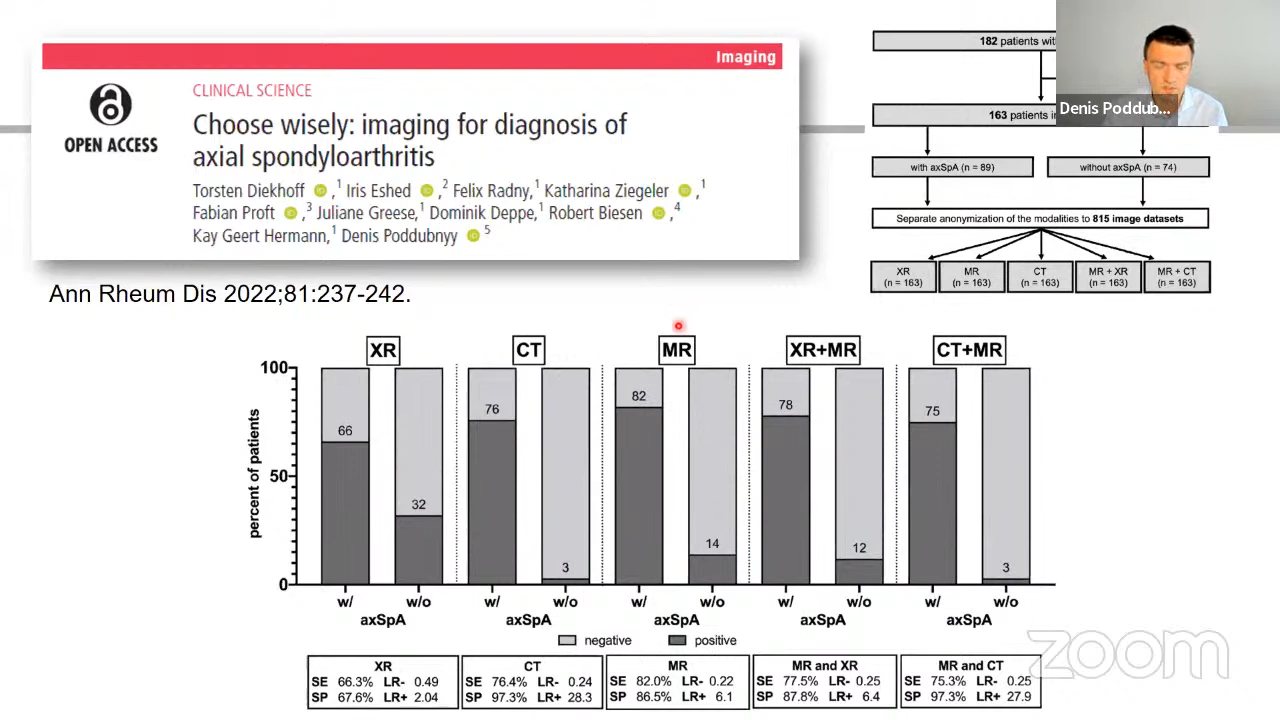 Imaging
OPEN ACCESS
CLINICAL SCIENCE
Choose wisely: imaging for diagnosis of
axial spondyloarthritis
Torsten Diekhoff ,1 Iris Eshed ,2 Felix Radny,1 Katharina Ziegeler ,1
Fabian Proft ,3 Juliane Greese,1 Dominik Deppe,1 Robert Biesen ,4
Kay Geert Hermann,1 Denis Poddubnyy 5
Ann Rheum Dis 2022;81:237-242.
182 patients
Denis Poddub...
163 patients
with axSpA (n = 89)
without axSpA (n = 74)
Separate anonymization of the modalities to 815 image datasets
XR MR CT MR + XR MR + CT
(n = 163) (n = 163) (n = 163) (n = 163) (n = 163)
XR CT MR XR+MR CT+MR
percent of patients
100
50
0
66 32 76 3 82 14 78 12 75 3
w/ w/o w/ w/o w/ w/o w/ w/o w/ w/o
axSpA axSpA axSpA axSpA axSpA
negative positive
zoom
XR CT MR MR and XR MR and CT
SE 66.3% LR- 0.49 SE 76.4% LR- 0.24 SE 82.0% LR- 0.22 SE 77.5% LR- 0.25 SE 75.3% LR- 0.25
SP 67.6% LR+ 2.04 SP 97.3% LR+ 28.3 SP 86.5% LR+ 6.1 SP 87.8% LR+ 6.4 SP 97.3% LR+ 27.9